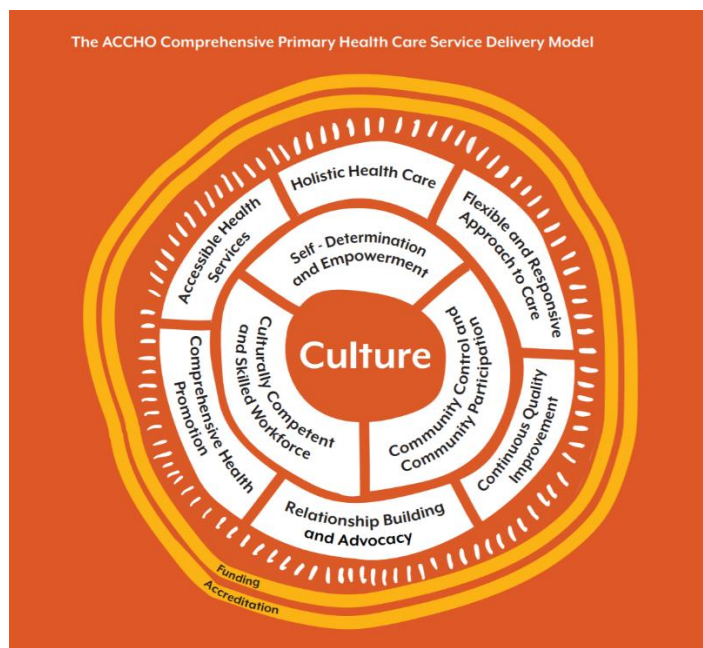 The ACCHO Comprehensive Primary Health Care Service Delivery Model
Holistic Health Care
Flexible and Responsive
Approach to Care
Continuous Quality
Improvement
Relationship Building
and Advocacy
Comprehensive Health
Promotion
Accessible Health
Services
Self - Determination
and Empowerment
Community Control and
Community Participation
Culturally Competent
and Skilled Workforce
Culture
Funding
Accreditation